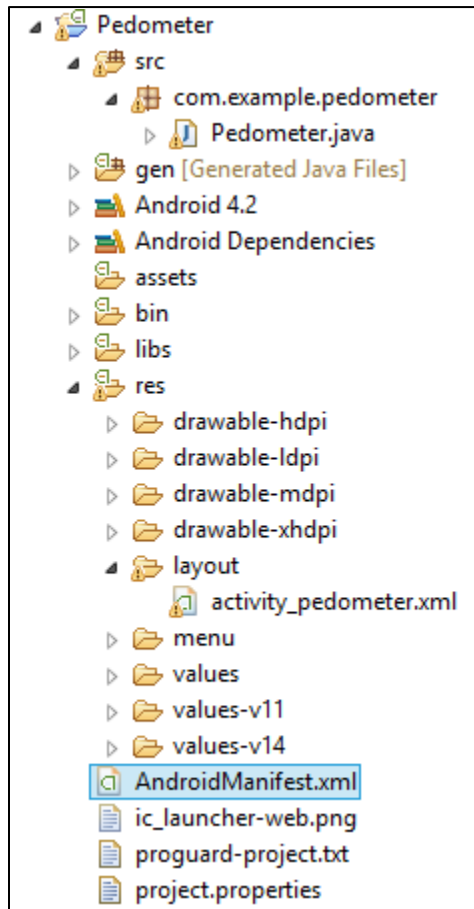 Pedometer
src
com.example.pedometer
Pedometer.java
gen [Generated Java Files]
Android 4.2
Android Dependencies
assets
bin
libs
res
drawable-hdpi
drawable-ldpi
drawable-mdpi
drawable-xhdpi
layout
activity_pedometer.xml
menu
values
values-v11
values-v14
AndroidManifest.xml
ic_launcher-web.png
proguard-project.txt
project.properties